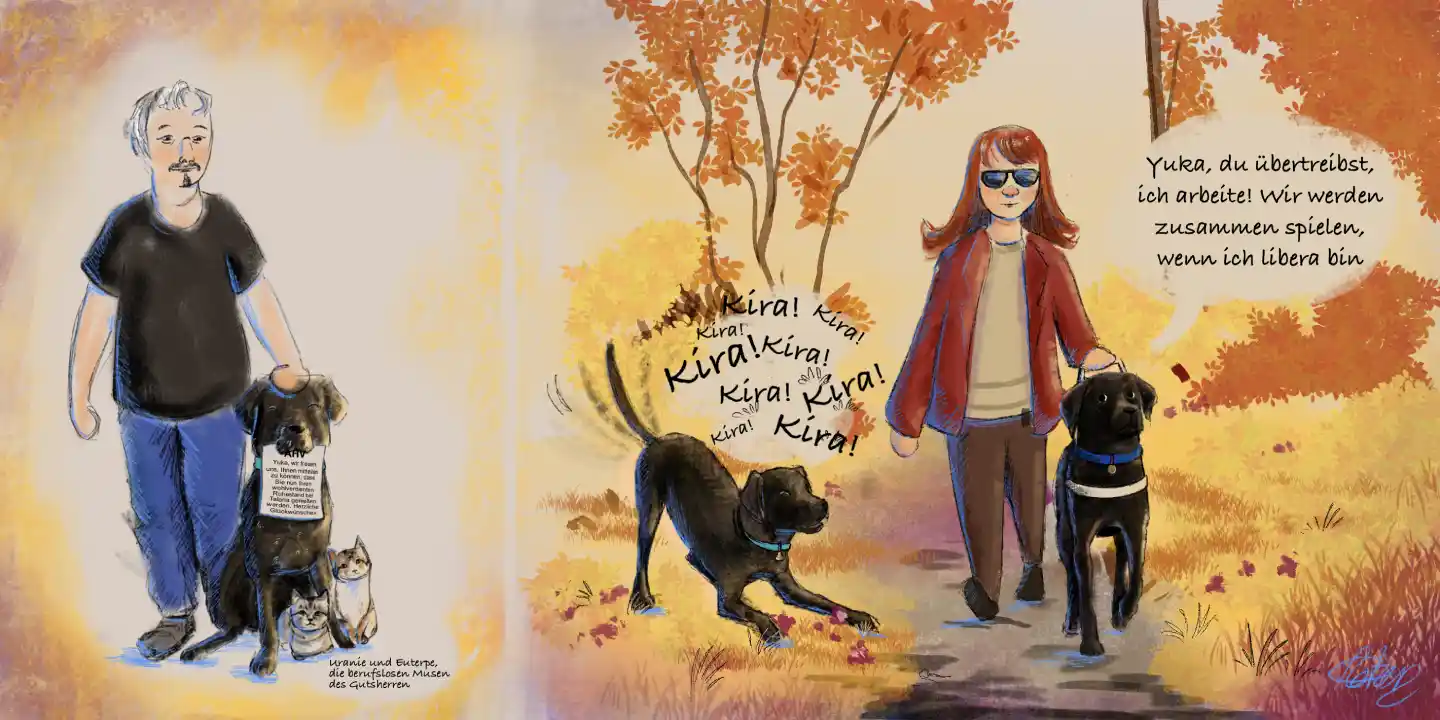 AHV
Yuka, wir freuen
uns, Ihnen mitteilen
zu können, dass
Sie nun Ihren
wohlverdienten
Ruhestand bei
genießen
werden. Herzliche
Glückwünsche
Uranie und Euterpe,
die berufslosen Musen
des Gutsherren
Kira!
Kira!
Kira!
Kira!
Kira!
Kira!
Kira!
Kira!
Kira!
Yuka, du übertreibst,
ich arbeite! Wir werden
zusammen spielen,
wenn ich libera bin